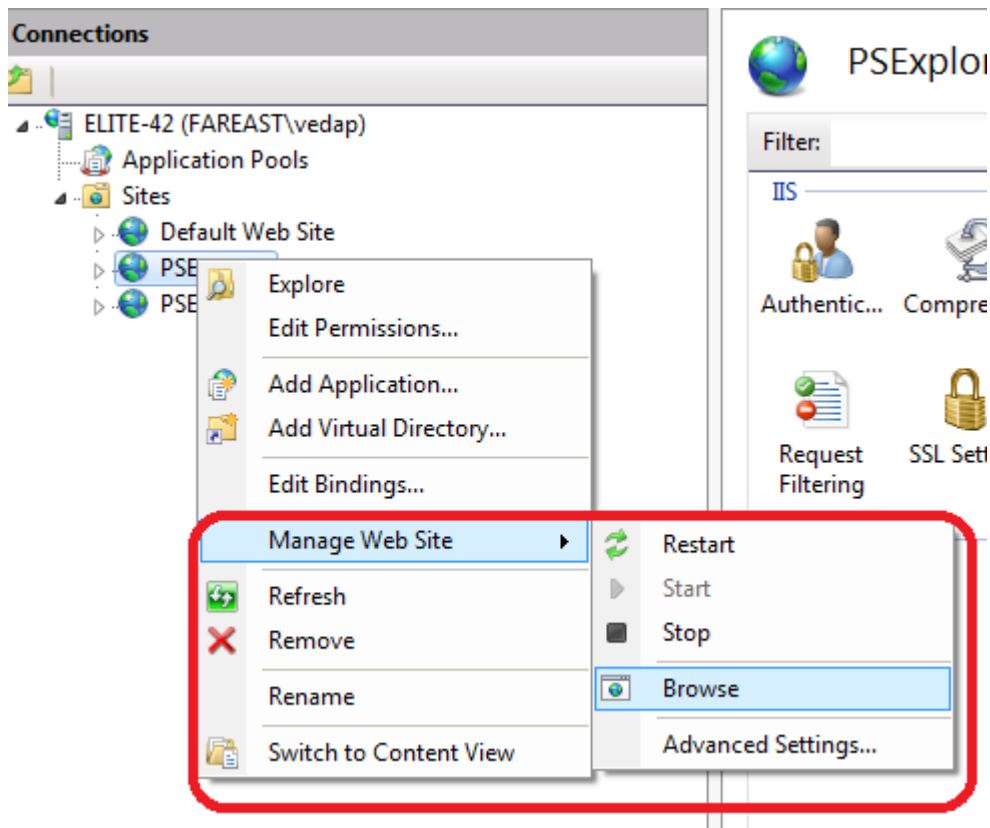 Connections
ELITE-42 (FAREAST\vedap)
Application Pools
Sites
Default Web Site
PSE
PSE
Explore
Edit Permissions...
Add Application...
Add Virtual Directory...
Edit Bindings...
Manage Web Site
Refresh
Remove
Rename
Switch to Content View
Restart
Start
Stop
Browse
Advanced Settings...
PSExplor
Filter:
IIS
Authentic...
Compre
Request
Filtering
SSL Sett